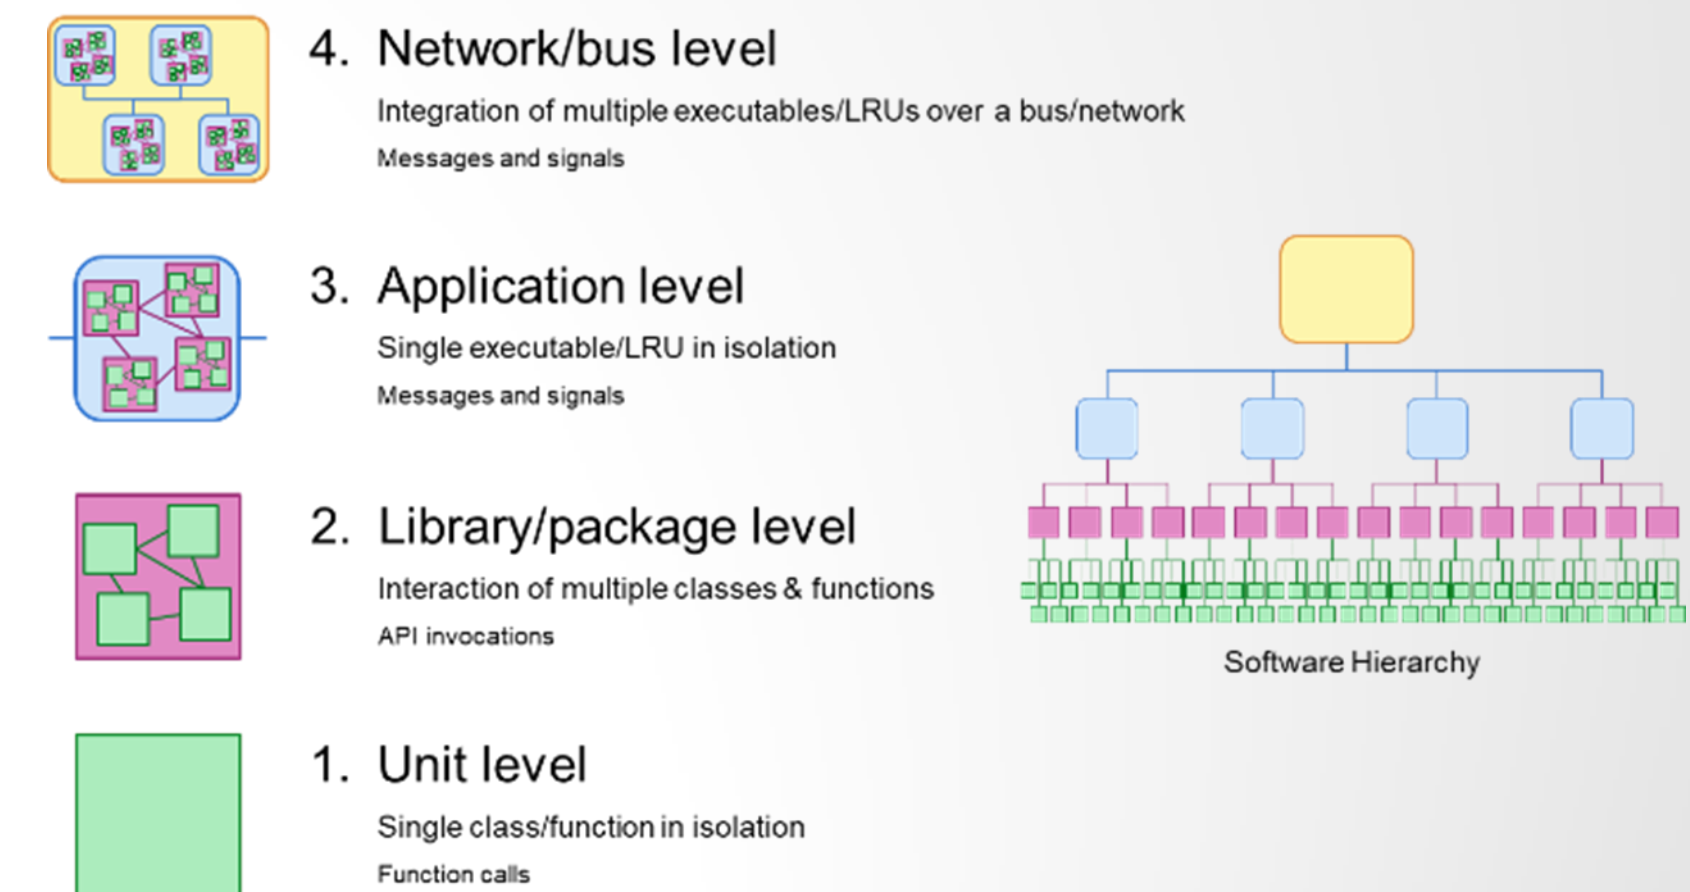 4. Network/bus level
Integration of multiple executables/LRUs over a bus/network
Messages and signals
3. Application level
Single executable/LRU in isolation
Messages and signals
2. Library/package level
Interaction of multiple classes & functions
API invocations
Software Hierarchy
1. Unit level
Single class/function in isolation
Function calls